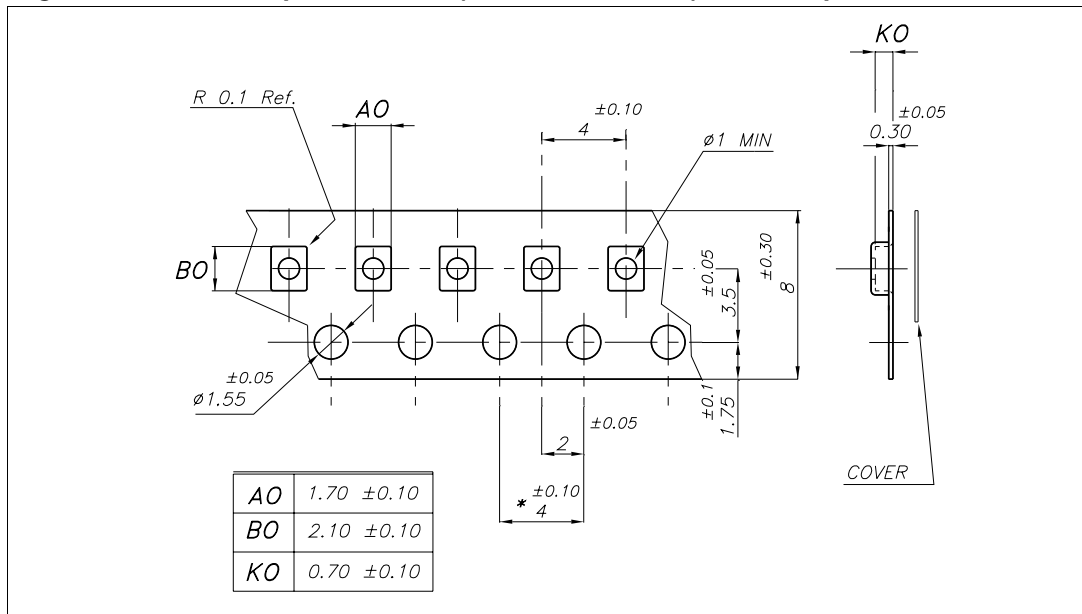 KO
R 0.1 Ref.
AO
±0.10
4
ø1 MIN
±0.05
0.30
BO
±0.05
3.5
±0.30
8
±0.05
ø1.55
±0.1
1.75
±0.05
2
±0.10
* 4
COVER
AO 1.70 ±0.10
BO 2.10 ±0.10
KO 0.70 ±0.10